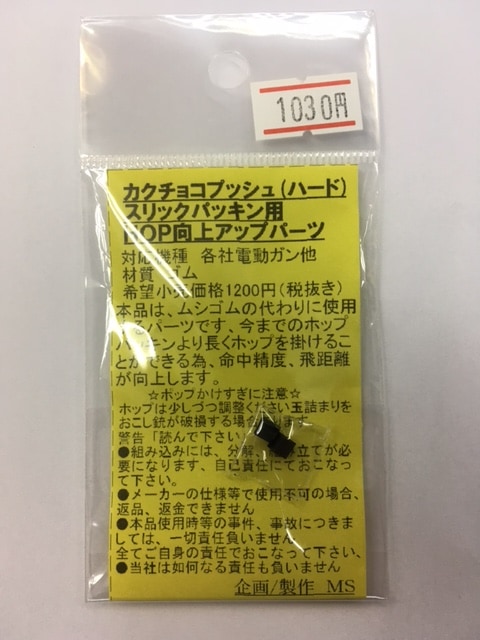 1030円
カクチョコプッシュ(ハード)
スリックパッキン用
HOP向上アップパーツ
対応機種 各社電動ガン他
材質 ゴム
希望小売価格1200円(税抜き)
本品は、ムシゴムの代わりに使用
するパーツです、今までのホップ
パッキンより長くホップを掛けるこ
とができる為、命中精度、飛距離
が向上します。
☆ホップかけすぎに注意☆
ホップは少しづつ調整ください玉詰まりを
おこし銃が破損する場合
ります
警告「読んで下さい
●組み込みには、分解、
立てが必
要になります、自己責任にておこなっ
て下さい。
●メーカーの仕様等で使用不可の場合、
返品、返金できません
●本品使用時等の事件、事故につきま
しては、一切責任負いません
全てご自身の責任でおこなって下さい、
●当社は如何なる責任も負いません
企画/製作 MS